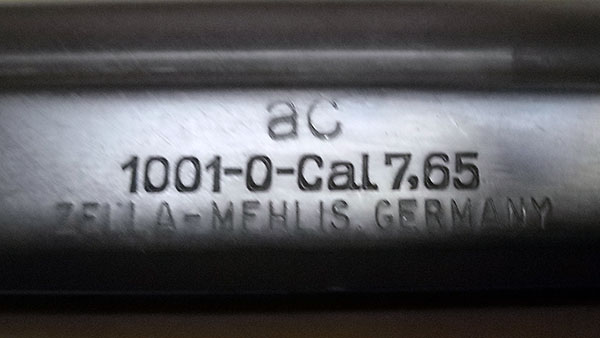 ac
1001-0-Cal.7,65
ZELLA-MEHLIS. GERMANY